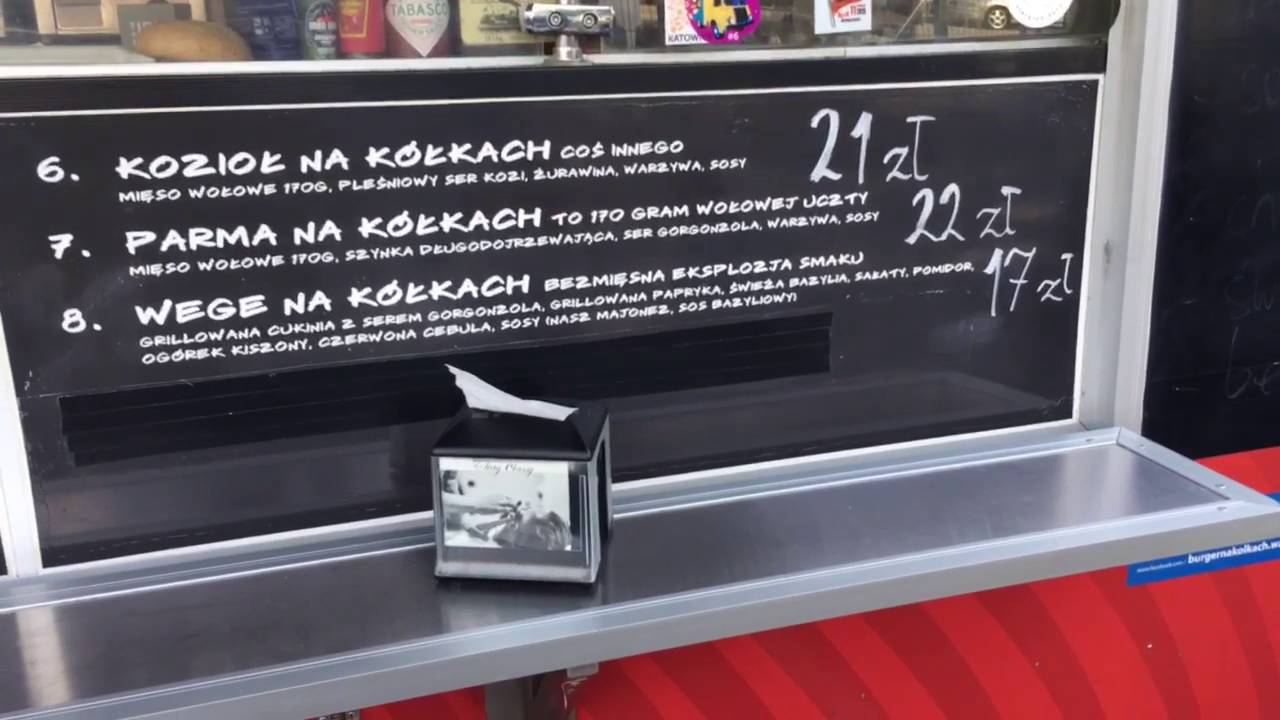 TABASCO
#6
6. KOZIOŁ NA KÓŁKACH COŚ INNEGO 21 zł
MIĘSO WOŁOWE 170G, PLEŚNIOWY SER KOZI, ŻURAWINA, WARZYWA, SOSY
7. PARMA NA KÓŁKACH TO 170 GRAM WOŁOWEJ UCZTY 22 zł
MIĘSO WOŁOWE 170G, SZYNKA DŁUGODOJRZEWAJĄCA, SER GORGONZOLA, WARZYWA, SOSY
8. WEGE NA KÓŁKACH BEZMIĘSNA EKSPLOZJA SMAKU 17 zł
GRILLOWANA CUKINIA Z SEREM GORGONZOLA, GRILLOWANA PAPRYKA, ŚWIEŻA BAZYLIA, SAŁATY, POMIDOR,
OGÓREK KISZONY, CZERWONA CEBULA, SOSY (NASZ MAJONEZ, SOS BAZYLIOWY)
burgernakolkach.w